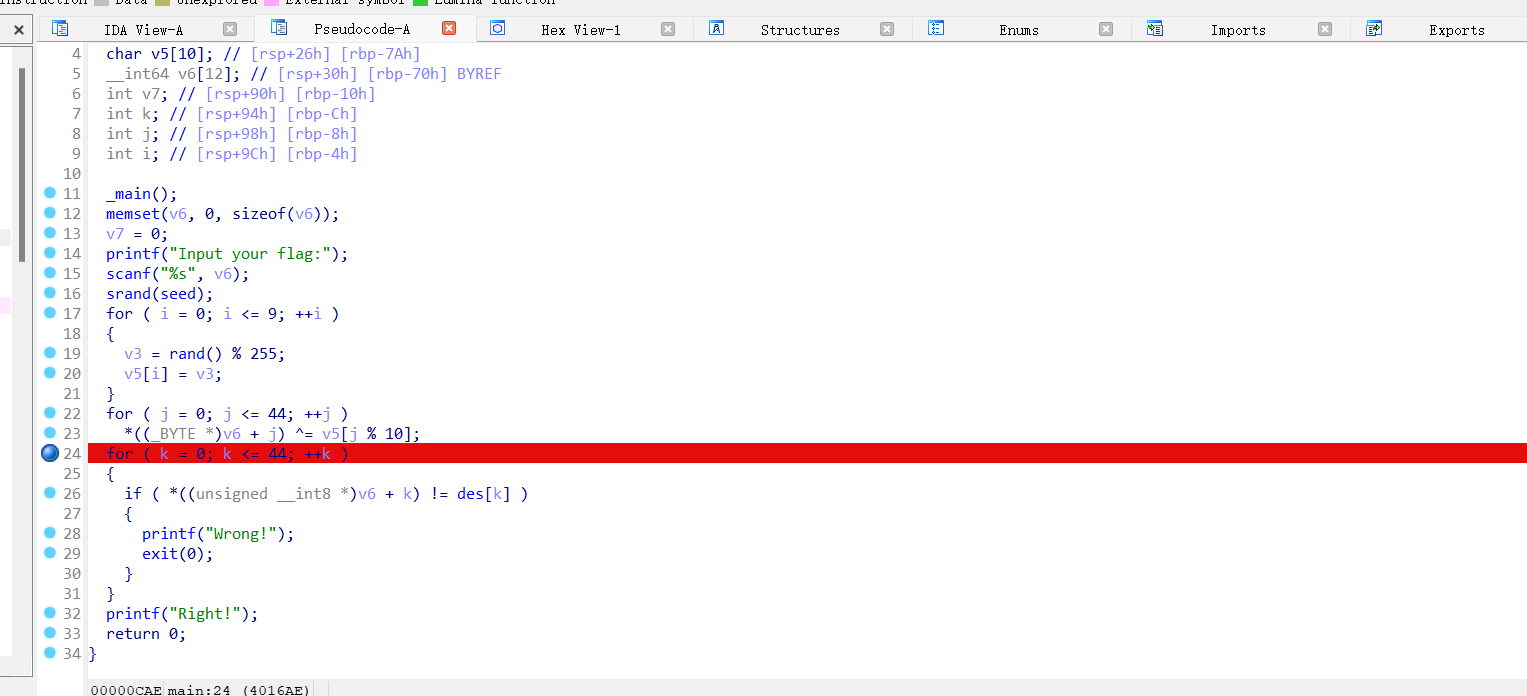 nstruction Data Unexplored External symbol Lumina function
IDA View-A Pseudocode-A Hex View-1 Structures Enums Imports Exports
4 char v5[10]; // [rsp+26h] [rbp-7Ah]
5 __int64 v6[12]; // [rsp+30h] [rbp-70h] BYREF
6 int v7; // [rsp+90h] [rbp-10h]
7 int k; // [rsp+94h] [rbp-Ch]
8 int j; // [rsp+98h] [rbp-8h]
9 int i; // [rsp+9Ch] [rbp-4h]
10
11 _main();
12 memset(v6, 0, sizeof(v6));
13 v7 = 0;
14 printf("Input your flag:");
15 scanf("%s", v6);
16 srand(seed);
17 for ( i = 0; i <= 9; ++i )
18 {
19 v3 = rand() % 255;
20 v5[i] = v3;
21 }
22 for ( j = 0; j <= 44; ++j )
23 *((_BYTE *)v6 + j) ^= v5[j % 10];
24 for ( k = 0; k <= 44; ++k )
25 {
26 if ( *((unsigned __int8 *)v6 + k) != des[k] )
27 {
28 printf("Wrong!");
29 exit(0);
30 }
31 }
32 printf("Right!");
33 return 0;
34 }
00000CAE main:24 (4016AE)